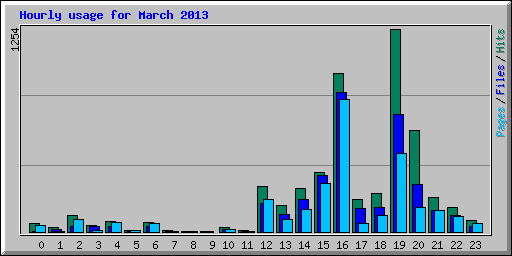 Hourly usage for March 2013
1254
Pages/Files/Hits
0 1 2 3 4 5 6 7 8 9 10 11 12 13 14 15 16 17 18 19 20 21 22 23